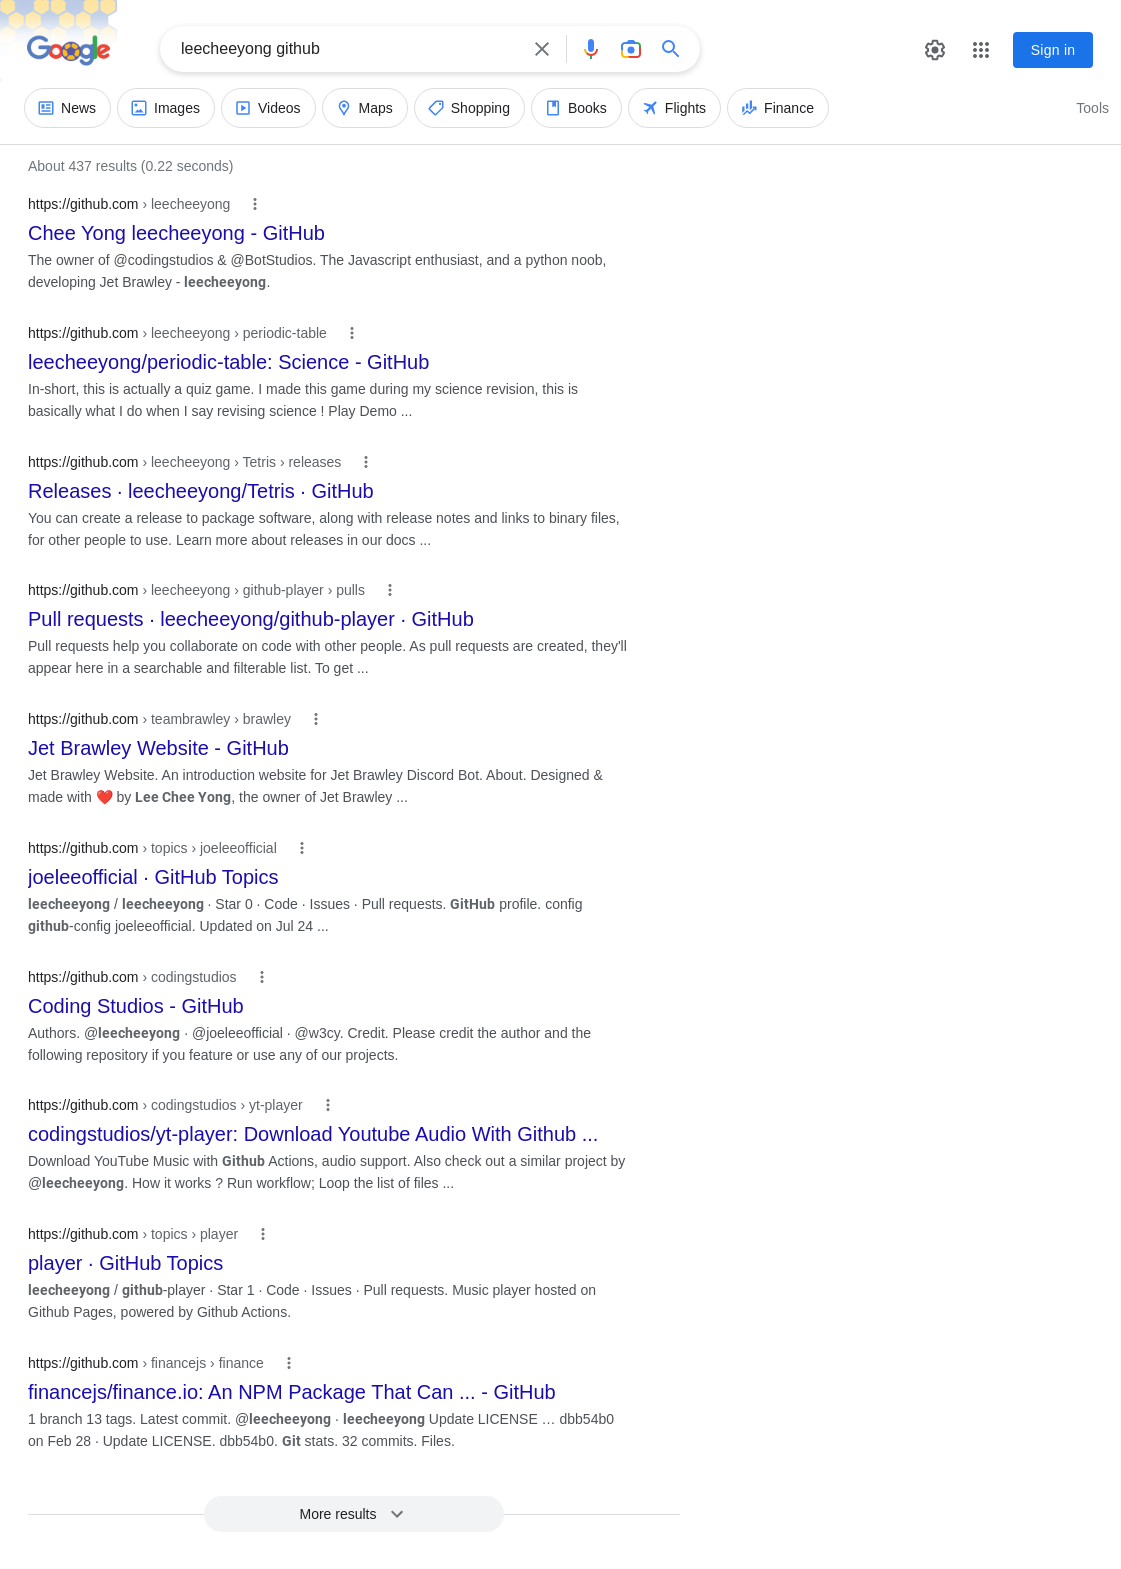 Google
leecheeyong github
Sign in
News Images Videos Maps Shopping Books Flights Finance Tools
About 437 results (0.22 seconds)
https://github.com › leecheeyong
Chee Yong leecheeyong - GitHub
The owner of @codingstudios & @BotStudios. The Javascript enthusiast, and a python noob,
developing Jet Brawley - leecheeyong.
https://github.com › leecheeyong › periodic-table
leecheeyong/periodic-table: Science - GitHub
In-short, this is actually a quiz game. I made this game during my science revision, this is
basically what I do when I say revising science ! Play Demo ...
https://github.com › leecheeyong › Tetris › releases
Releases · leecheeyong/Tetris · GitHub
You can create a release to package software, along with release notes and links to binary files,
for other people to use. Learn more about releases in our docs ...
https://github.com › leecheeyong › github-player › pulls
Pull requests · leecheeyong/github-player · GitHub
Pull requests help you collaborate on code with other people. As pull requests are created, they'll
appear here in a searchable and filterable list. To get ...
https://github.com › teambrawley › brawley
Jet Brawley Website - GitHub
Jet Brawley Website. An introduction website for Jet Brawley Discord Bot. About. Designed &
made with ❤️ by Lee Chee Yong, the owner of Jet Brawley ...
https://github.com › topics › joeleeofficial
joeleeofficial · GitHub Topics
leecheeyong / leecheeyong · Star 0 · Code · Issues · Pull requests. GitHub profile. config
github-config joeleeofficial. Updated on Jul 24 ...
https://github.com › codingstudios
Coding Studios - GitHub
Authors. @leecheeyong · @joeleeofficial · @w3cy. Credit. Please credit the author and the
following repository if you feature or use any of our projects.
https://github.com › codingstudios › yt-player
codingstudios/yt-player: Download Youtube Audio With Github ...
Download YouTube Music with Github Actions, audio support. Also check out a similar project by
@leecheeyong. How it works ? Run workflow; Loop the list of files ...
https://github.com › topics › player
player · GitHub Topics
leecheeyong / github-player · Star 1 · Code · Issues · Pull requests. Music player hosted on
Github Pages, powered by Github Actions.
https://github.com › financejs › finance
financejs/finance.io: An NPM Package That Can ... - GitHub
1 branch 13 tags. Latest commit. @leecheeyong · leecheeyong Update LICENSE … dbb54b0
on Feb 28 · Update LICENSE. dbb54b0. Git stats. 32 commits. Files.
More results